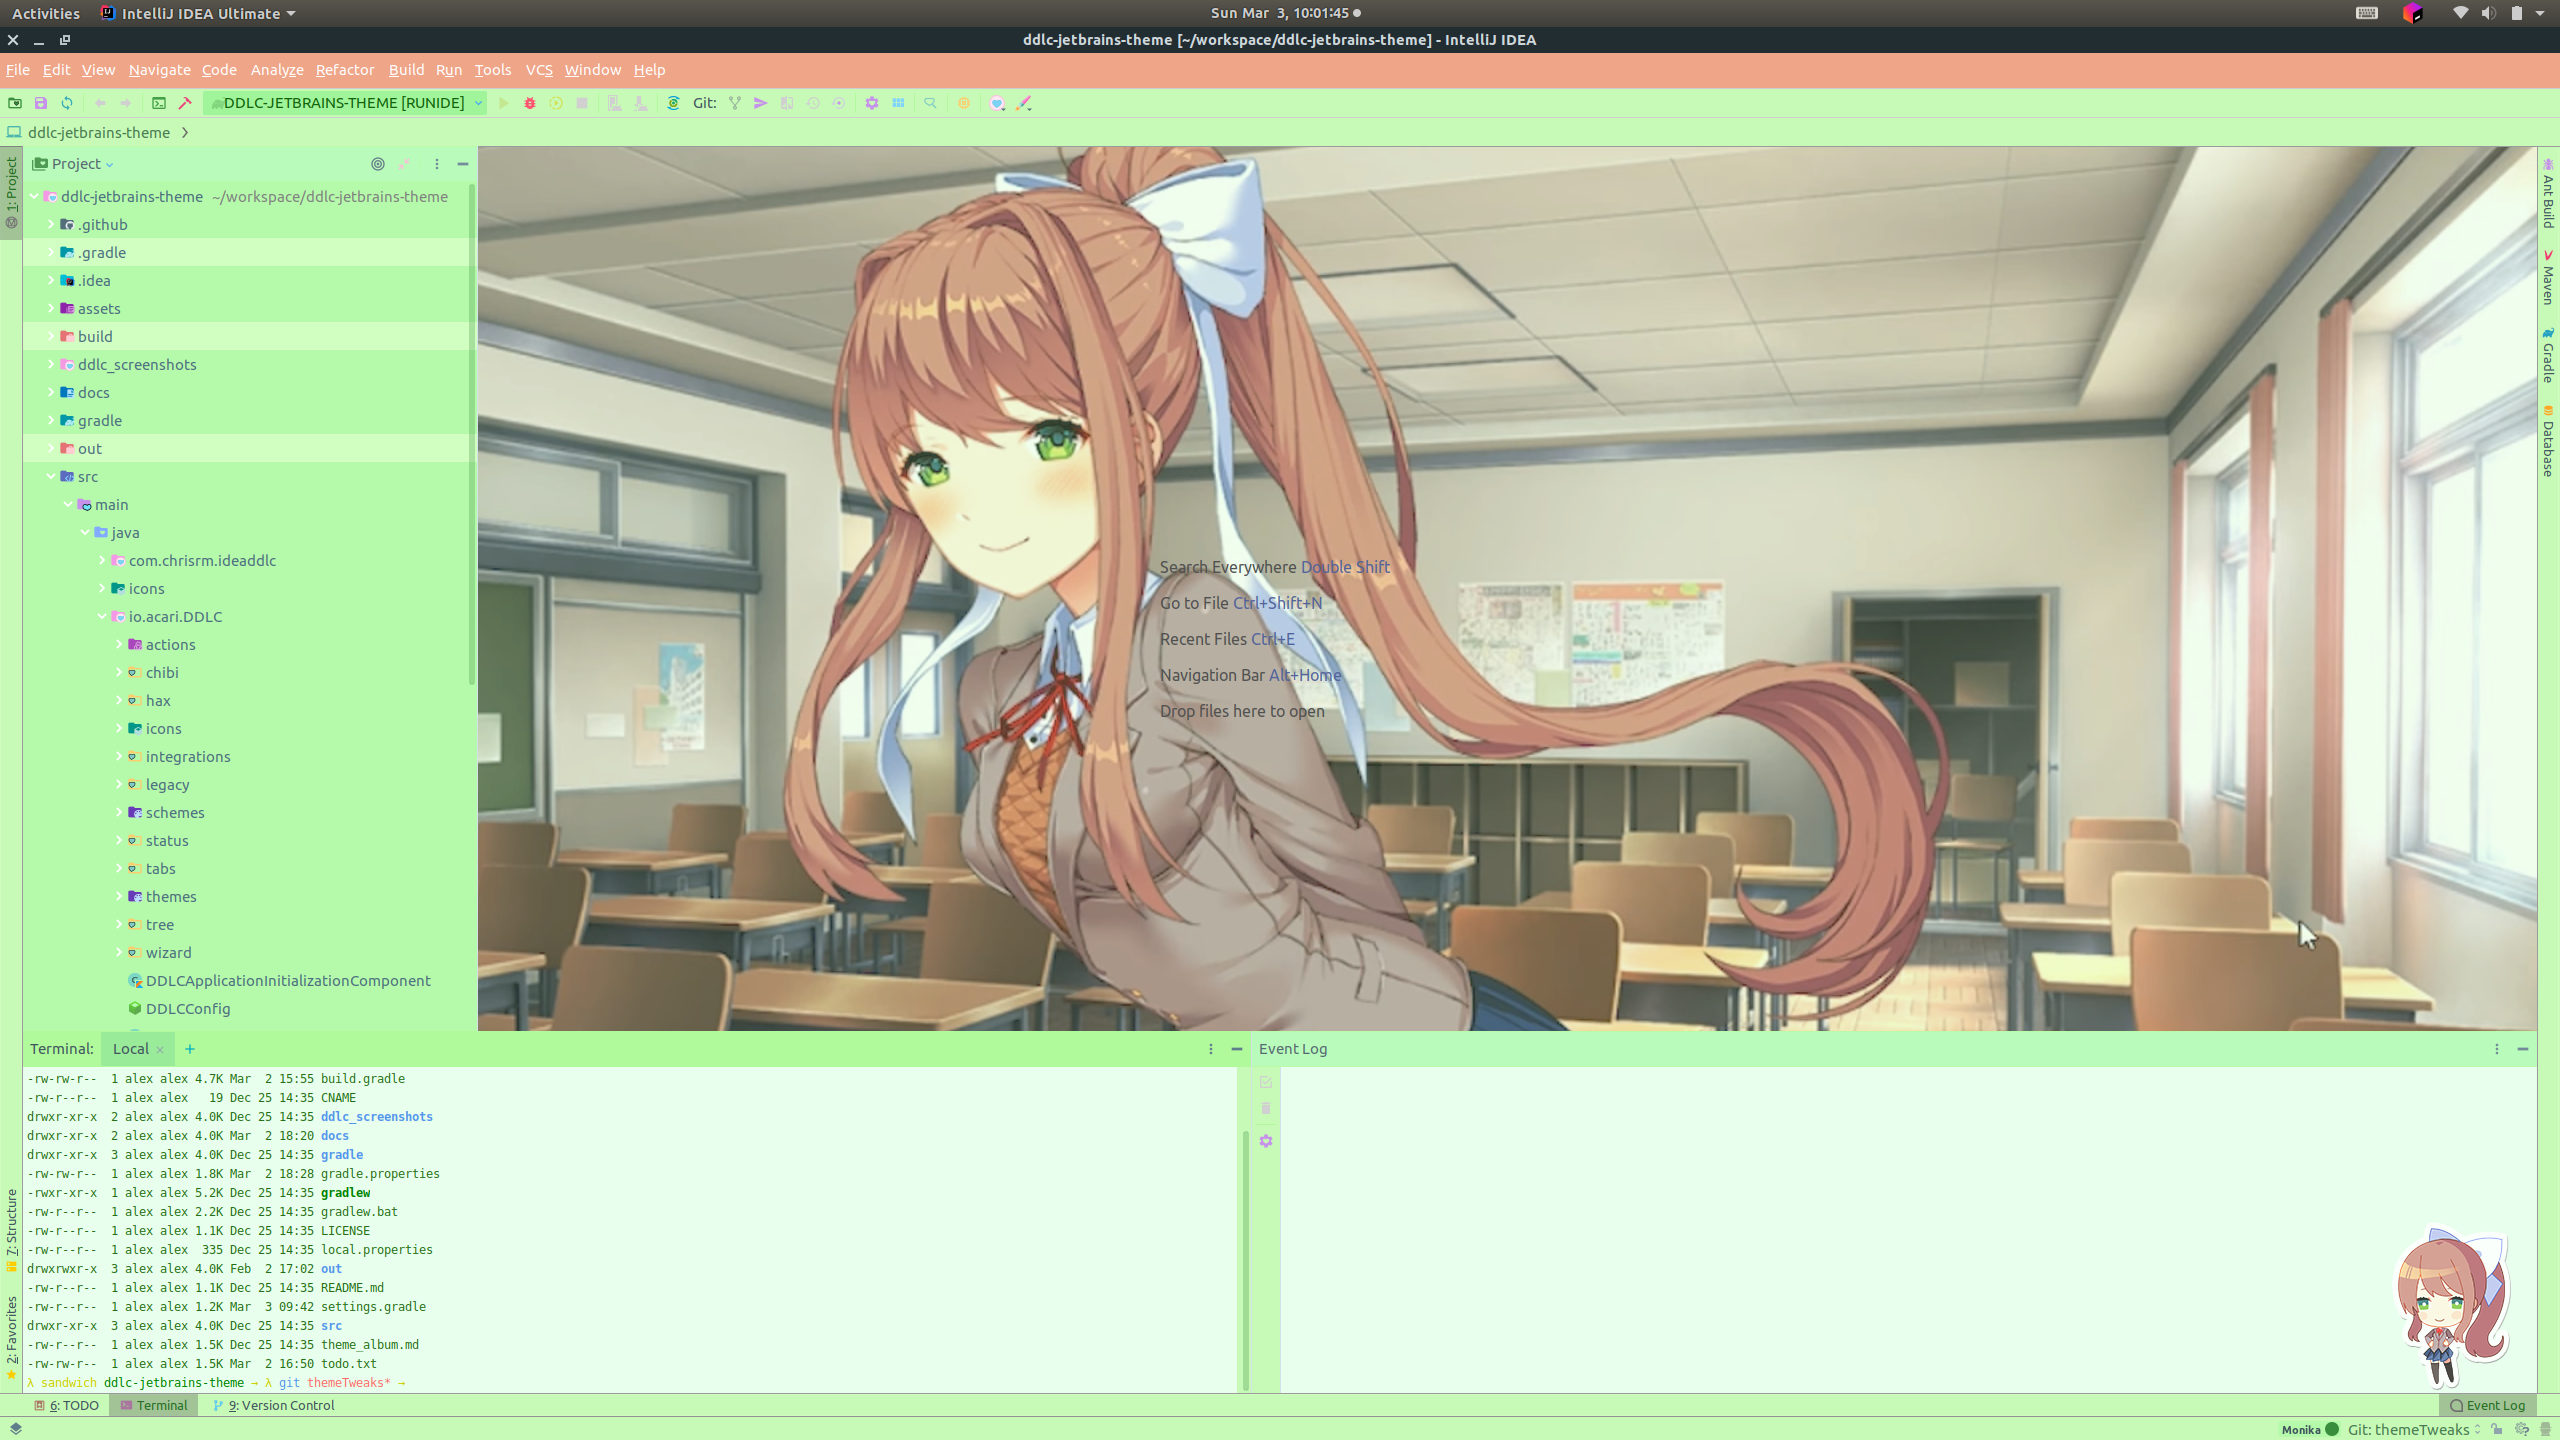 Activities IntelliJ IDEA Ultimate Sun Mar 3, 10:01:45
ddlc-jetbrains-theme [~/workspace/ddlc-jetbrains-theme] - IntelliJ IDEA
File Edit View Navigate Code Analyze Refactor Build Run Tools VCS Window Help
DDLC-JETBRAINS-THEME [RUNIDE] Git:
ddlc-jetbrains-theme
1: Project
Project
ddlc-jetbrains-theme ~/workspace/ddlc-jetbrains-theme
.github
.gradle
.idea
assets
build
ddlc_screenshots
docs
gradle
out
src
main
java
com.chrisrm.ideaddlc
icons
io.acari.DDLC
actions
chibi
hax
icons
integrations
legacy
schemes
status
tabs
themes
tree
wizard
DDLCApplicationInitializationComponent
DDLCConfig
Search Everywhere Double Shift
Go to File Ctrl+Shift+N
Recent Files Ctrl+E
Navigation Bar Alt+Home
Drop files here to open
Ant Build
Maven
Gradle
Database
7: Structure
2: Favorites
Terminal: Local
-rw-rw-r-- 1 alex alex 4.7K Mar 2 15:55 build.gradle
-rw-r--r-- 1 alex alex 19 Dec 25 14:35 CNAME
drwxr-xr-x 2 alex alex 4.0K Dec 25 14:35 ddlc_screenshots
drwxr-xr-x 2 alex alex 4.0K Mar 2 18:20 docs
drwxr-xr-x 3 alex alex 4.0K Dec 25 14:35 gradle
-rw-rw-r-- 1 alex alex 1.8K Mar 2 18:28 gradle.properties
-rwxr-xr-x 1 alex alex 5.2K Dec 25 14:35 gradlew
-rw-r--r-- 1 alex alex 2.2K Dec 25 14:35 gradlew.bat
-rw-r--r-- 1 alex alex 1.1K Dec 25 14:35 LICENSE
-rw-r--r-- 1 alex alex 335 Dec 25 14:35 local.properties
drwxrwxr-x 3 alex alex 4.0K Feb 2 17:02 out
-rw-r--r-- 1 alex alex 1.1K Dec 25 14:35 README.md
-rw-r--r-- 1 alex alex 1.2K Mar 3 09:42 settings.gradle
drwxr-xr-x 3 alex alex 4.0K Dec 25 14:35 src
-rw-r--r-- 1 alex alex 1.5K Dec 25 14:35 theme_album.md
-rw-rw-r-- 1 alex alex 1.5K Mar 2 16:50 todo.txt
λ sandwich ddlc-jetbrains-theme → λ git themeTweaks* →
Event Log
6: TODO Terminal 9: Version Control Event Log
Monika Git: themeTweaks